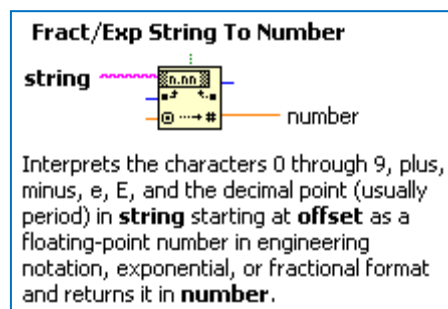 Fract/Exp String To Number
string
n.nn
number
Interprets the characters 0 through 9, plus,
minus, e, E, and the decimal point (usually
period) in string starting at offset as a
floating-point number in engineering
notation, exponential, or fractional format
and returns it in number.